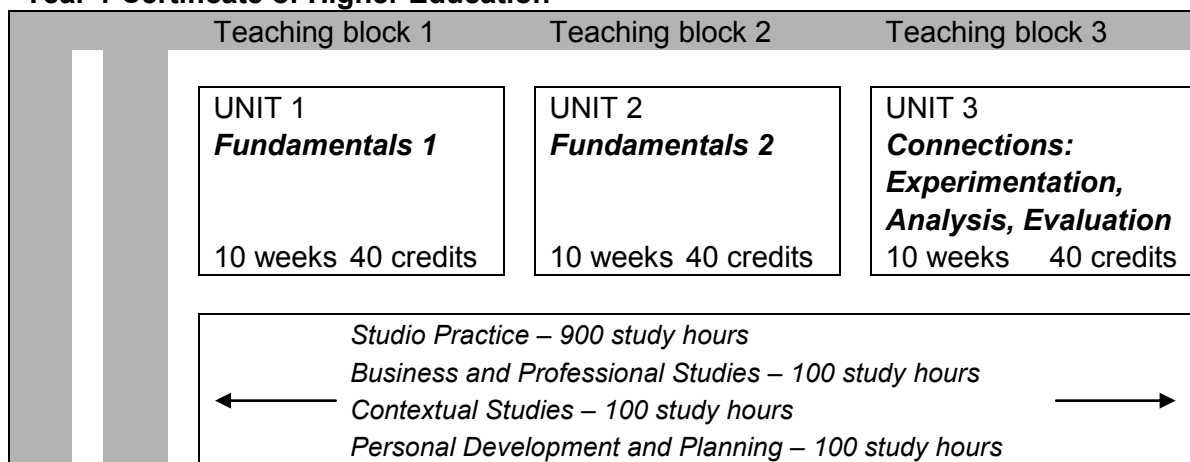 Year 1 Certificate of Higher Education
Teaching block 1 Teaching block 2 Teaching block 3
UNIT 1
Fundamentals 1
10 weeks 40 credits
UNIT 2
Fundamentals 2
10 weeks 40 credits
UNIT 3
Connections:
Experimentation,
Analysis, Evaluation
10 weeks 40 credits
Studio Practice – 900 study hours
Business and Professional Studies – 100 study hours
Contextual Studies – 100 study hours
Personal Development and Planning – 100 study hours